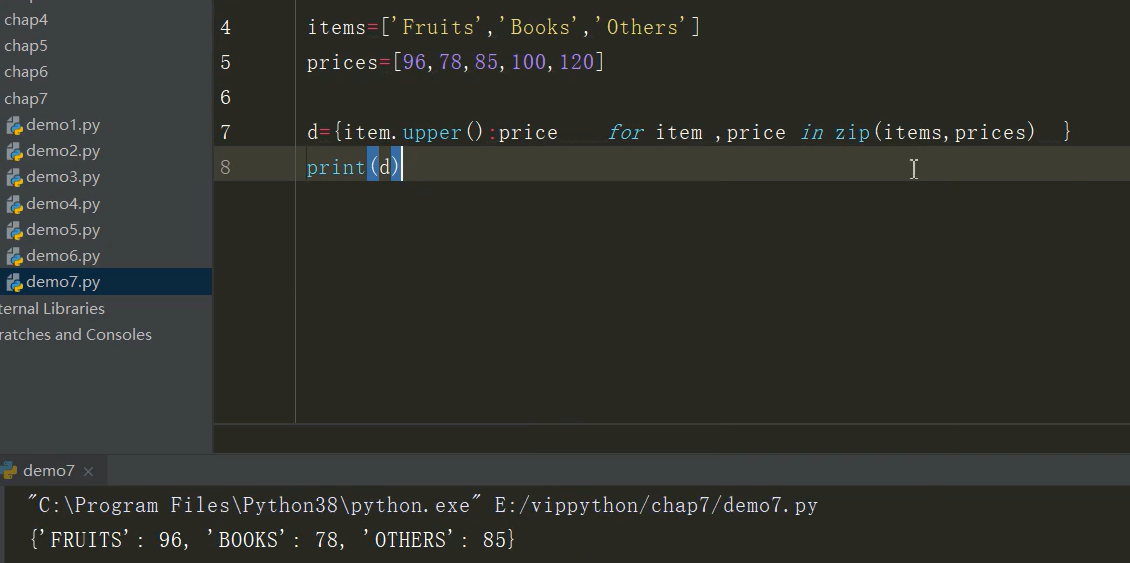 chap4
chap5
chap6
chap7
demo1.py
demo2.py
demo3.py
demo4.py
demo5.py
demo6.py
demo7.py
ternal Libraries
ratches and Consoles
4 items=['Fruits','Books','Others']
5 prices=[96,78,85,100,120]
6
7 d={item.upper():price for item ,price in zip(items,prices) }
8 print(d)
demo7 ×
"C:\Program Files\Python38\python.exe" E:/vippython/chap7/demo7.py
{'FRUITS': 96, 'BOOKS': 78, 'OTHERS': 85}